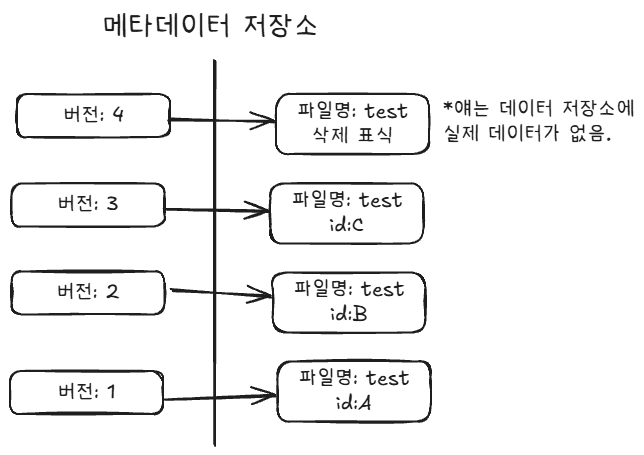 메타데이터 저장소
버전: 4
파일명: test
삭제 표식
*얘는 데이터 저장소에
실제 데이터가 없음.
버전: 3
파일명: test
id:C
버전: 2
파일명: test
id:B
버전: 1
파일명: test
id:A